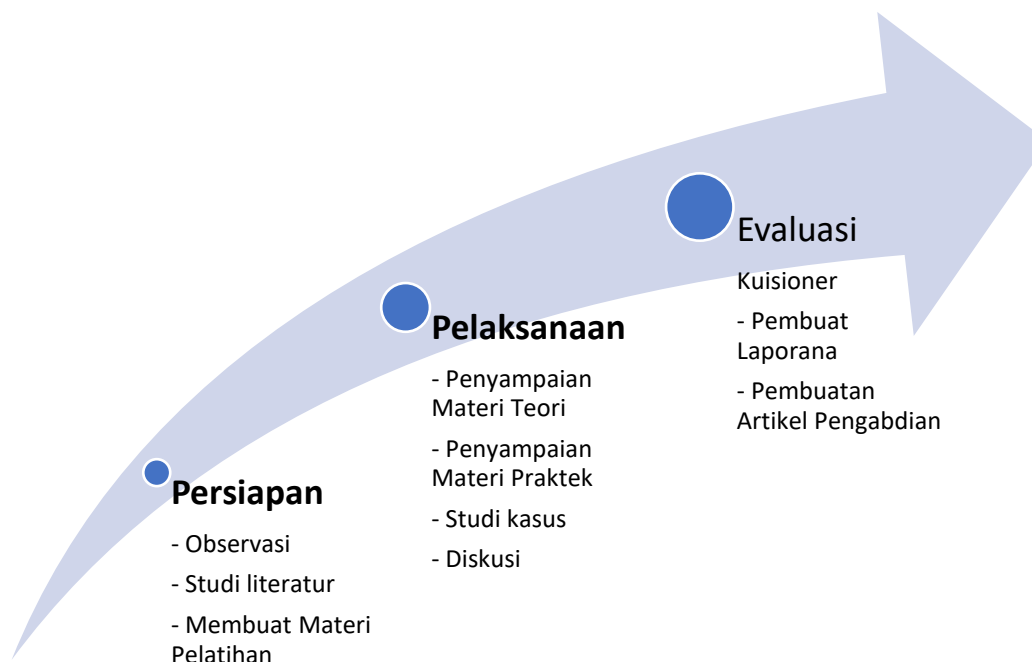 Persiapan
- Observasi
- Studi literatur
- Membuat Materi
Pelatihan
Pelaksanaan
- Penyampaian
Materi Teori
- Penyampaian
Materi Praktek
- Studi kasus
- Diskusi
Evaluasi
Kuisioner
- Pembuat
Laporana
- Pembuatan
Artikel Pengabdian